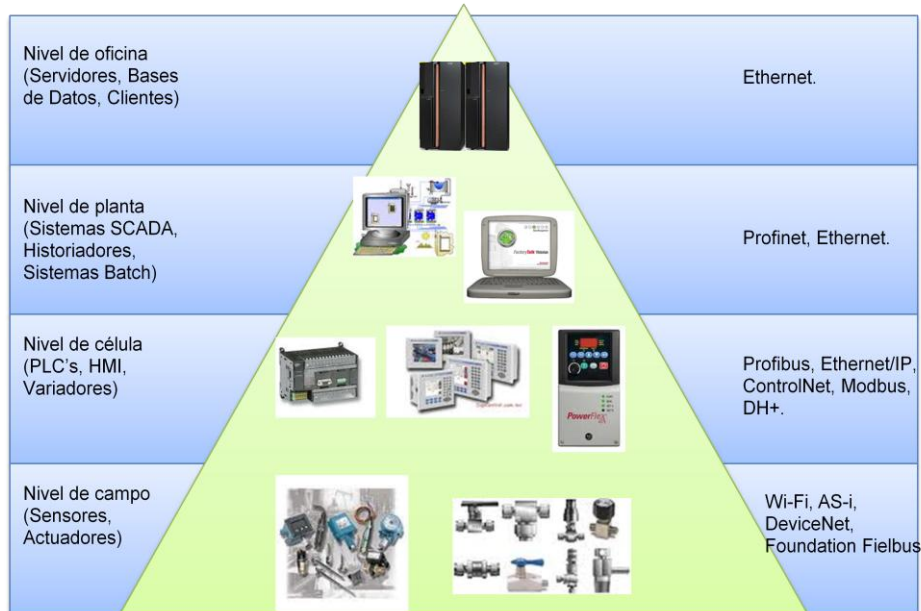 Nivel de oficina
(Servidores, Bases
de Datos, Clientes)
Ethernet.
Nivel de planta
(Sistemas SCADA,
Historiadores,
Sistemas Batch)
Profinet, Ethernet.
Nivel de célula
(PLC's, HMI,
Variadores)
Profibus, Ethernet/IP,
ControlNet, Modbus,
DH+.
PowerFlex
Nivel de campo
(Sensores,
Actuadores)
Wi-Fi, AS-i,
DeviceNet,
Foundation Fielbus